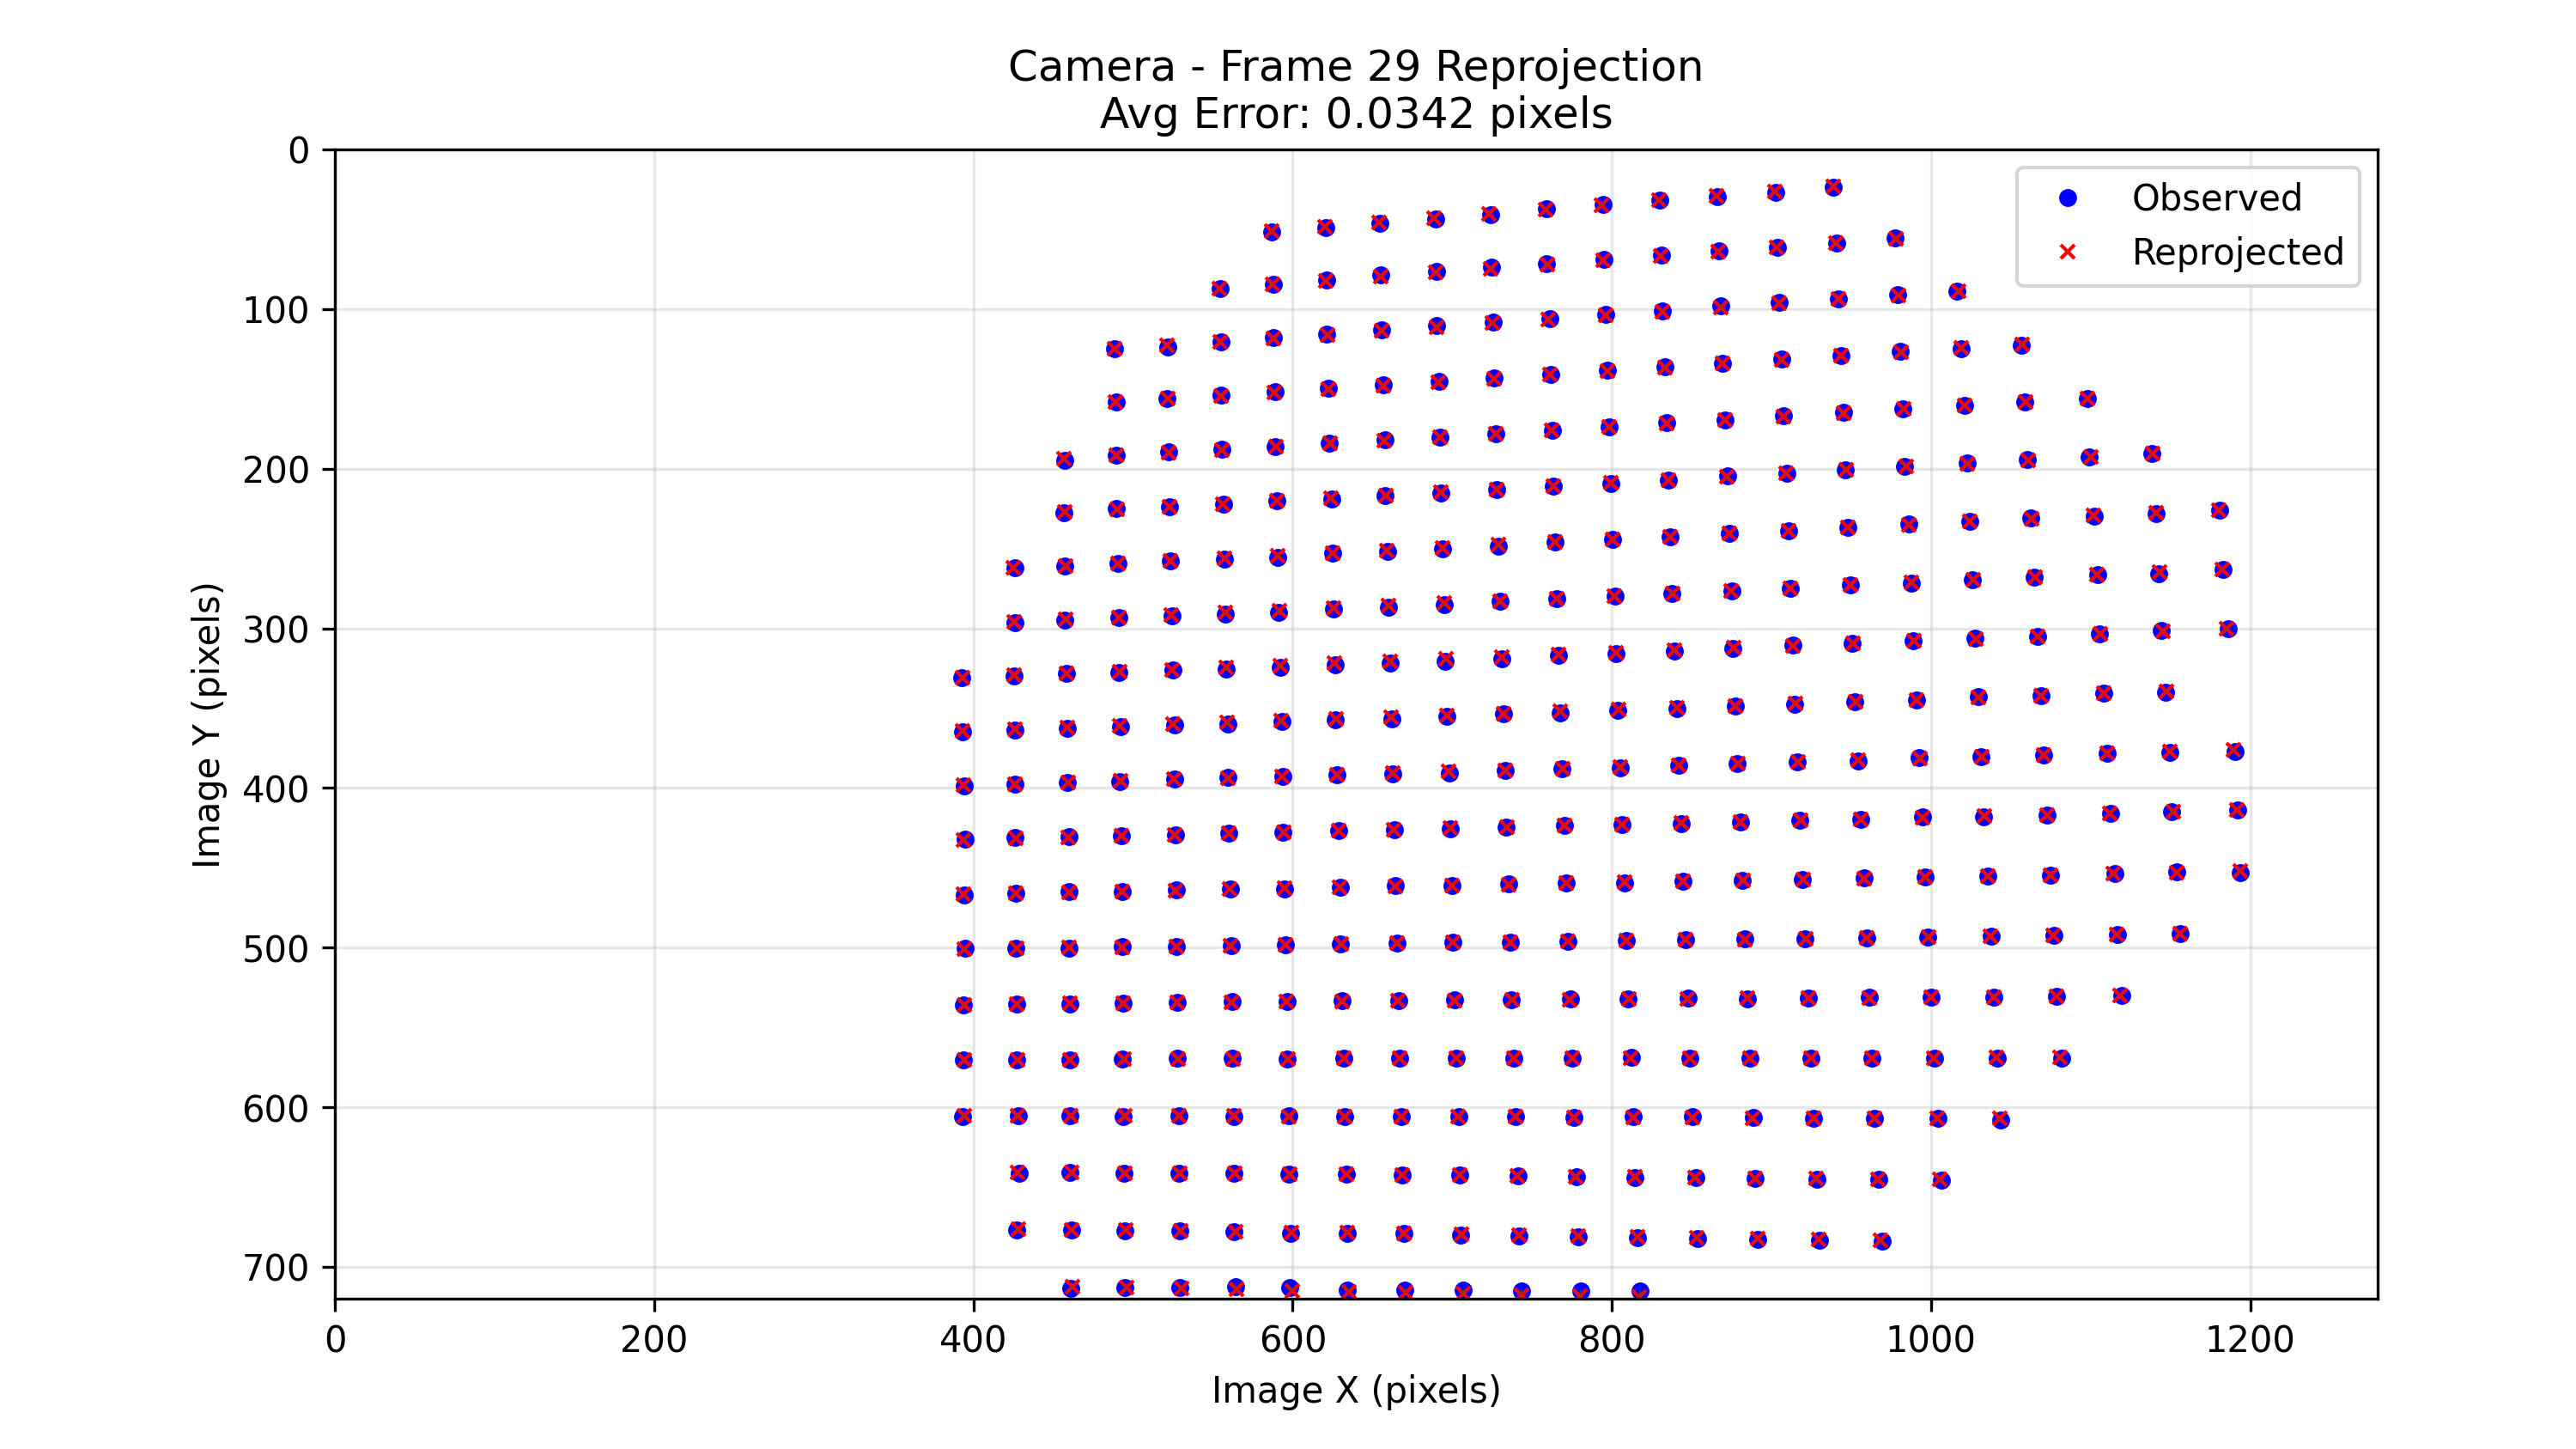 Camera - Frame 29 Reprojection
Avg Error: 0.0342 pixels
Observed
Reprojected
0
100
200
300
400
500
600
700
Image Y (pixels)
0
200
400
600
800
1000
1200
Image X (pixels)